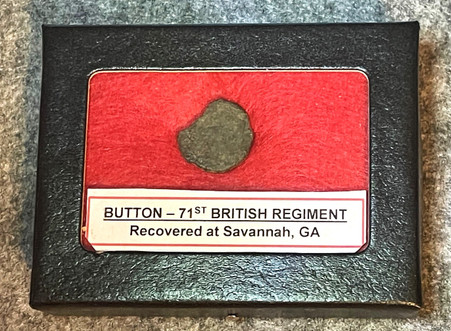 BUTTON – 71ST BRITISH REGIMENT
Recovered at Savannah, GA